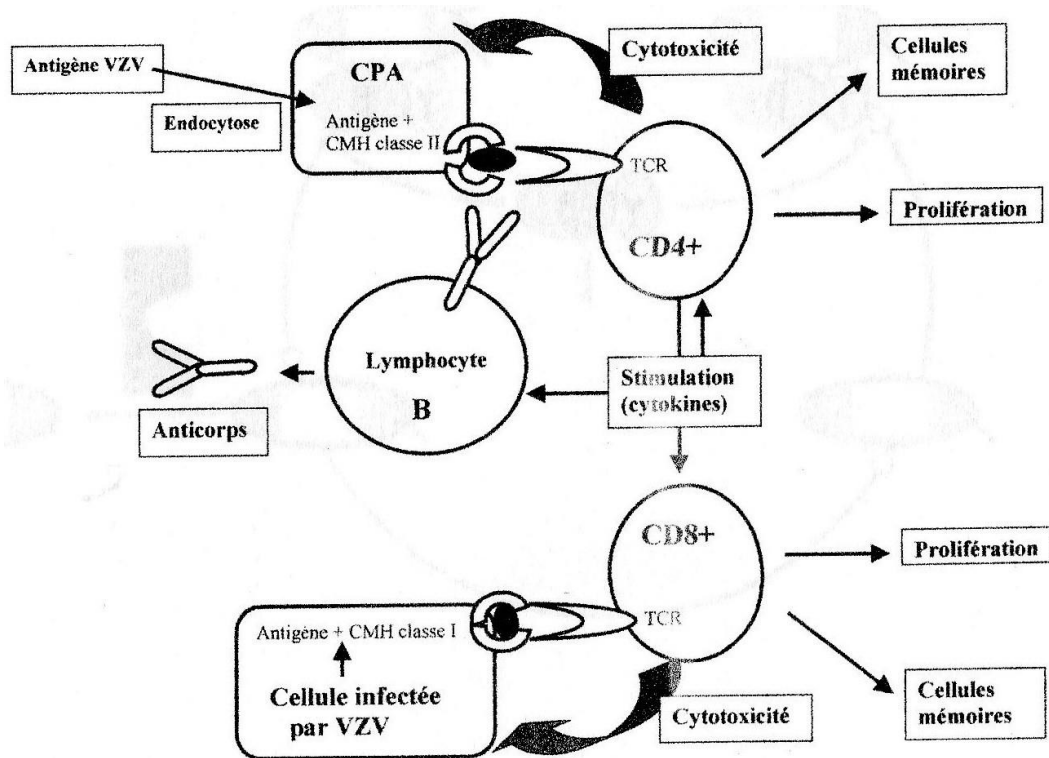 Antigène VZV
Endocytose
CPA
Antigène +
CMH classe II
Cytotoxicité
Cellules
mémoires
TCR
CD4+
Prolifération
Lymphocyte
B
Anticorps
Stimulation
(cytokines)
CD8+
TCR
Prolifération
Antigène + CMH classe I
Cellule infectée
par VZV
Cytotoxicité
Cellules
mémoires